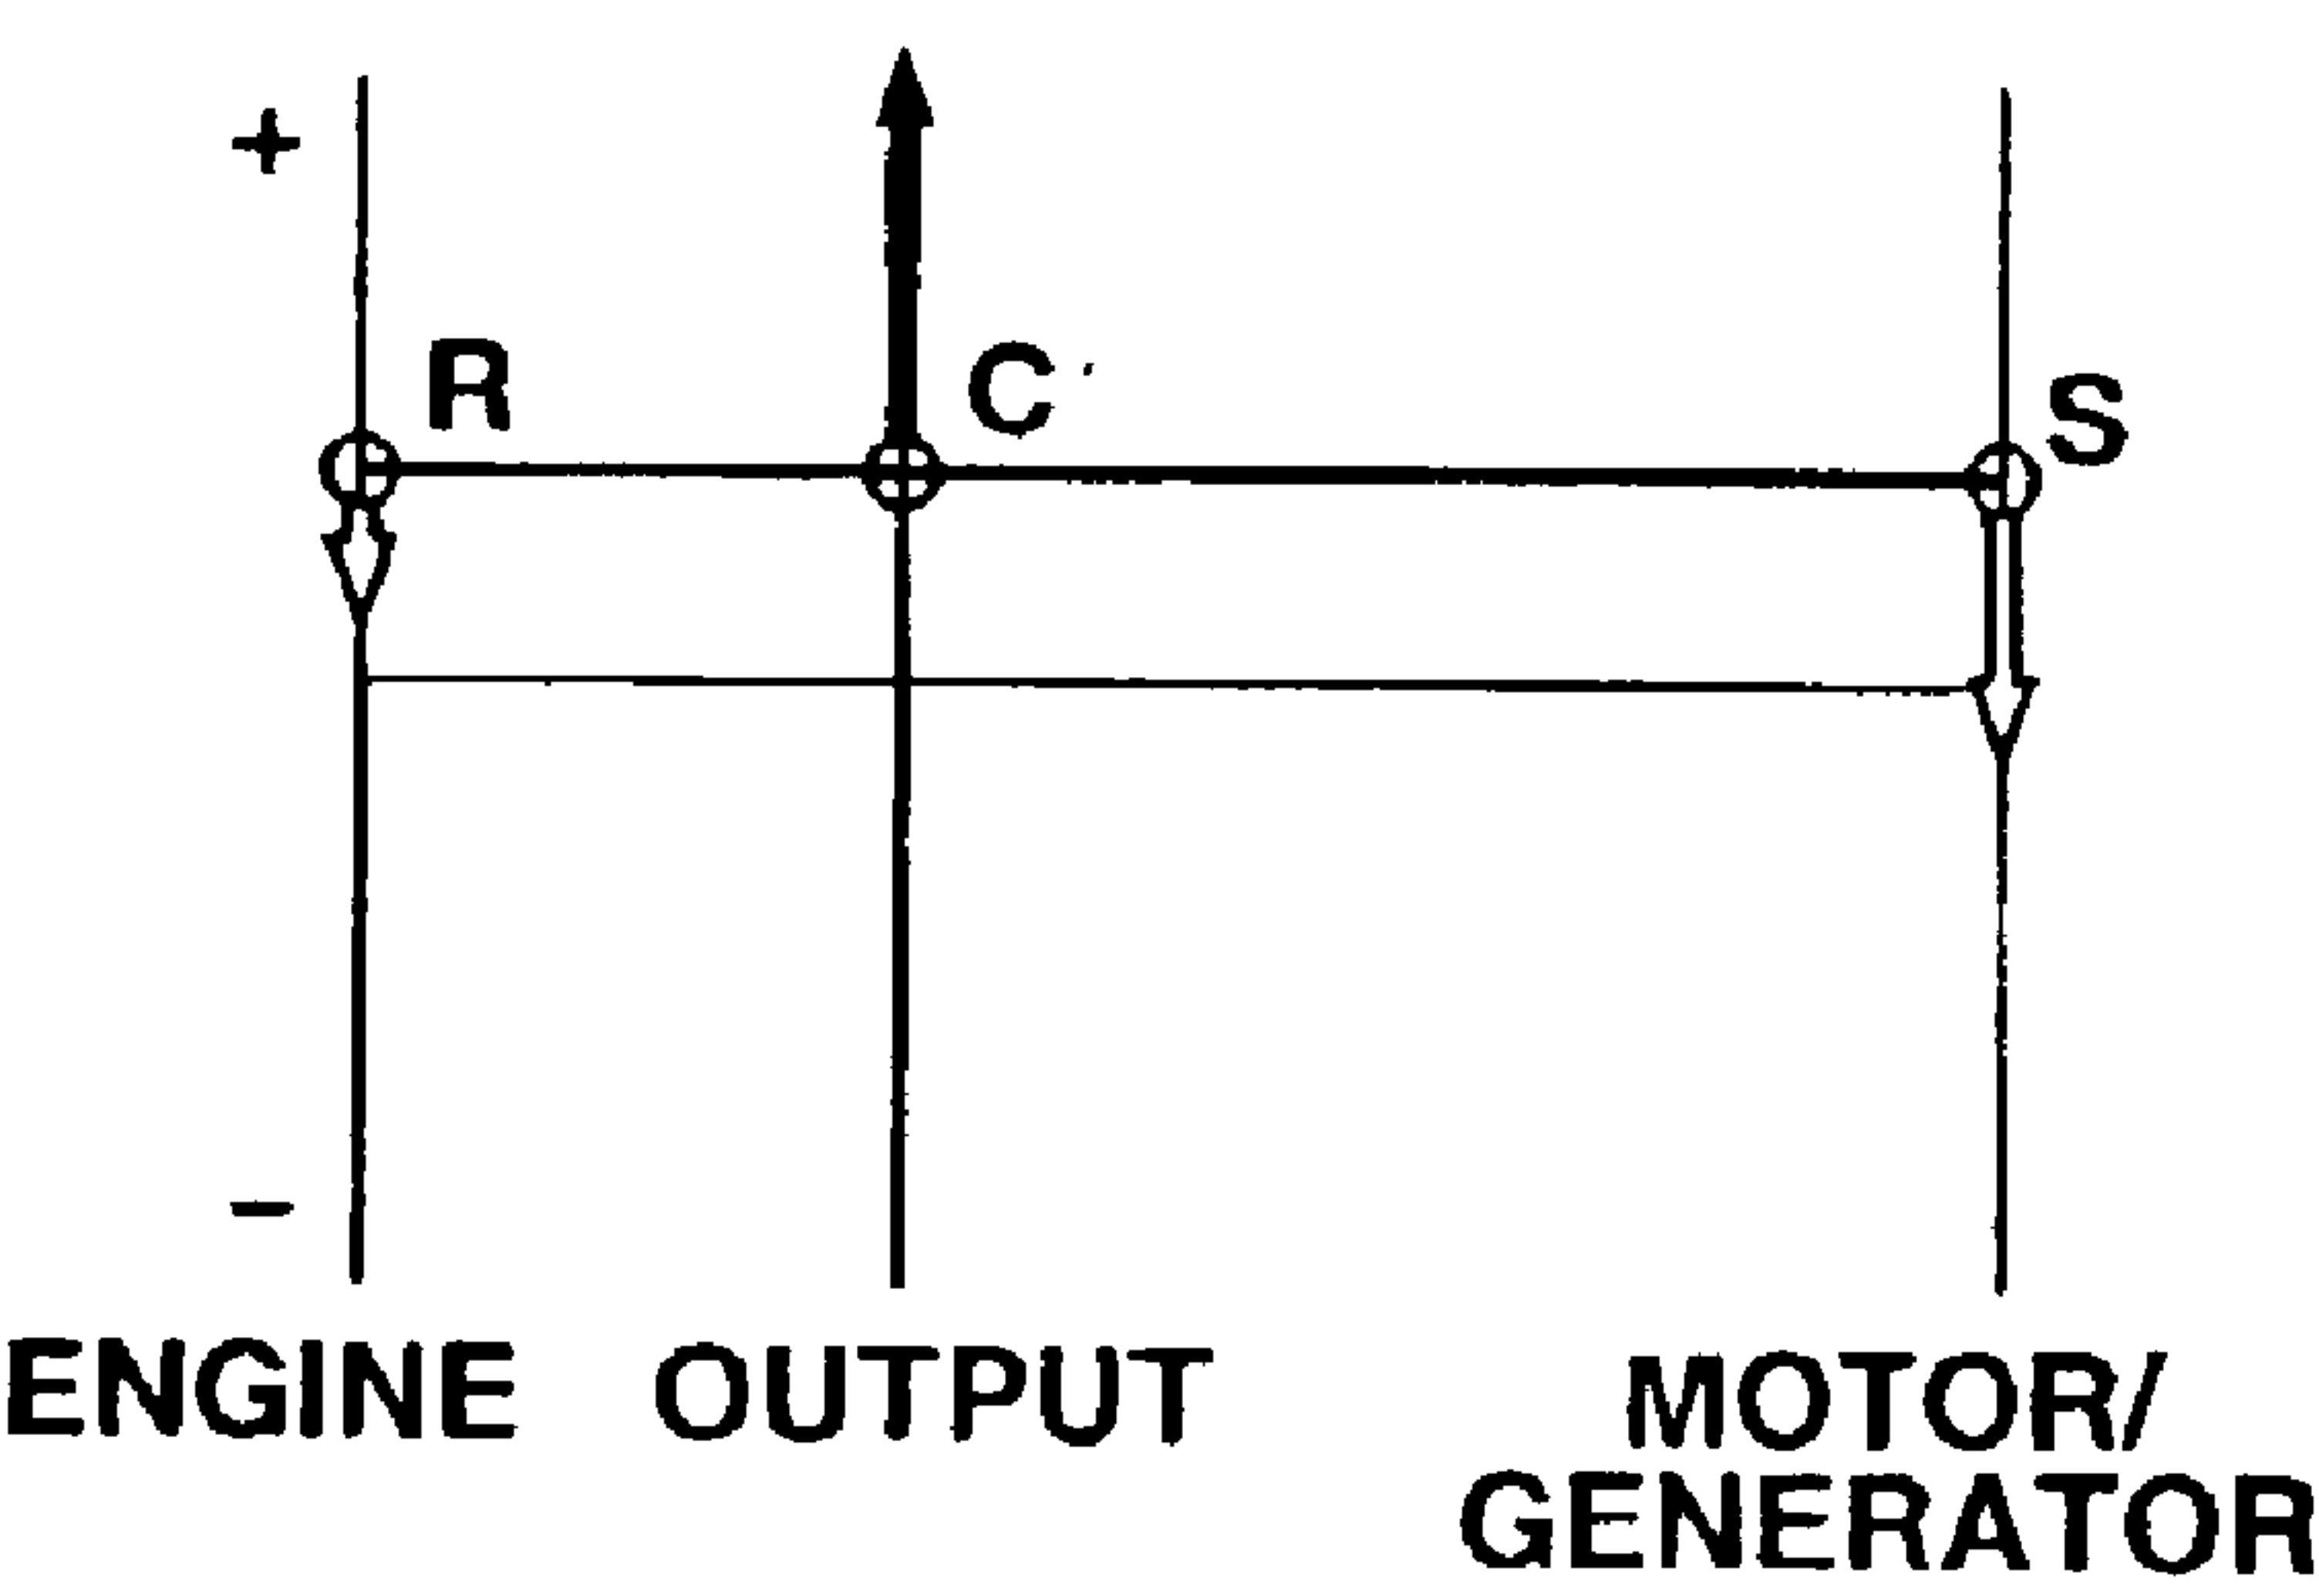 +
R
C
S
−
ENGINE OUTPUT MOTOR/
GENERATOR